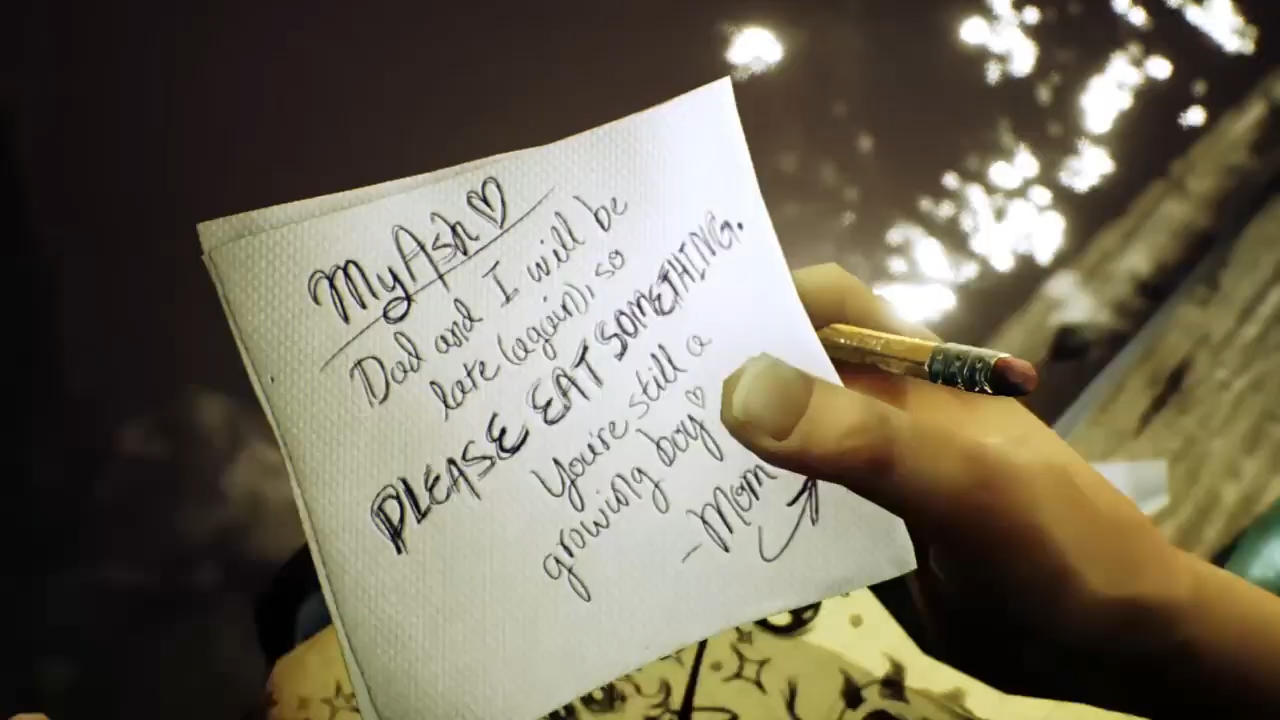 My Ash♡
Dad and I will be
late (again), so
PLEASE EAT SOMETHING.
You're still a
growing boy♡
-Mom